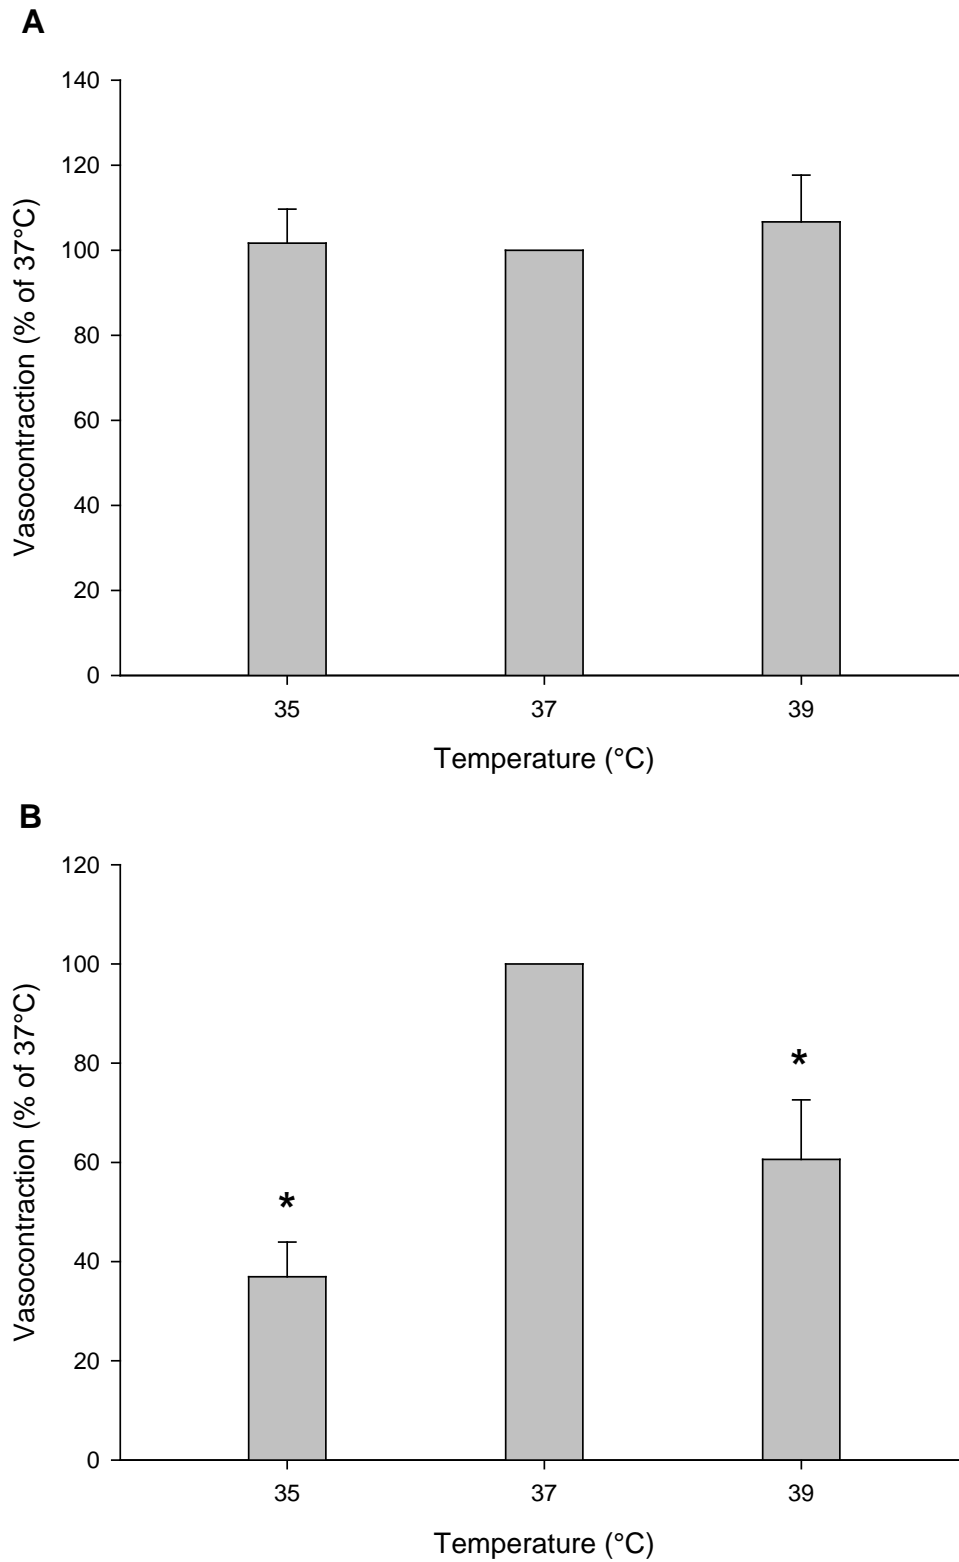 A
140
120
100
80
60
40
20
0
Vasocontraction (% of 37°C)
35 37 39
Temperature (°C)
B
120
100
80
60
40
20
0
Vasocontraction (% of 37°C)
*
*
35 37 39
Temperature (°C)